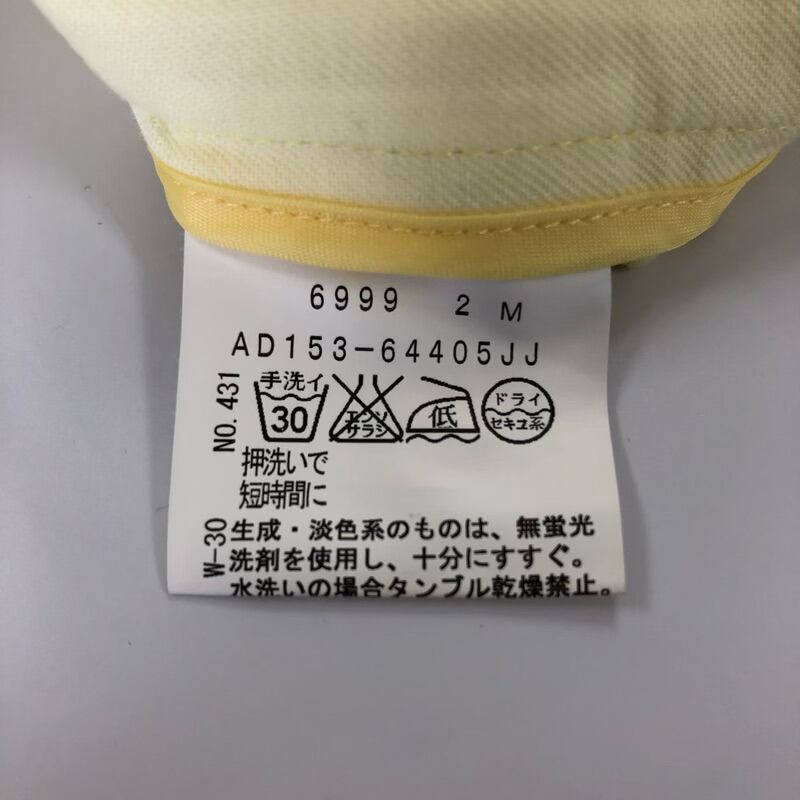 6999 2 M
AD153-64405JJ
NO.431
手洗イ
30
エンソ
サラシ
低
ドライ
セキユ系
押洗いで
短時間に
W-30
生成・淡色系のものは、無蛍光
洗剤を使用し、十分にすすぐ。
水洗いの場合タンブル乾燥禁止。